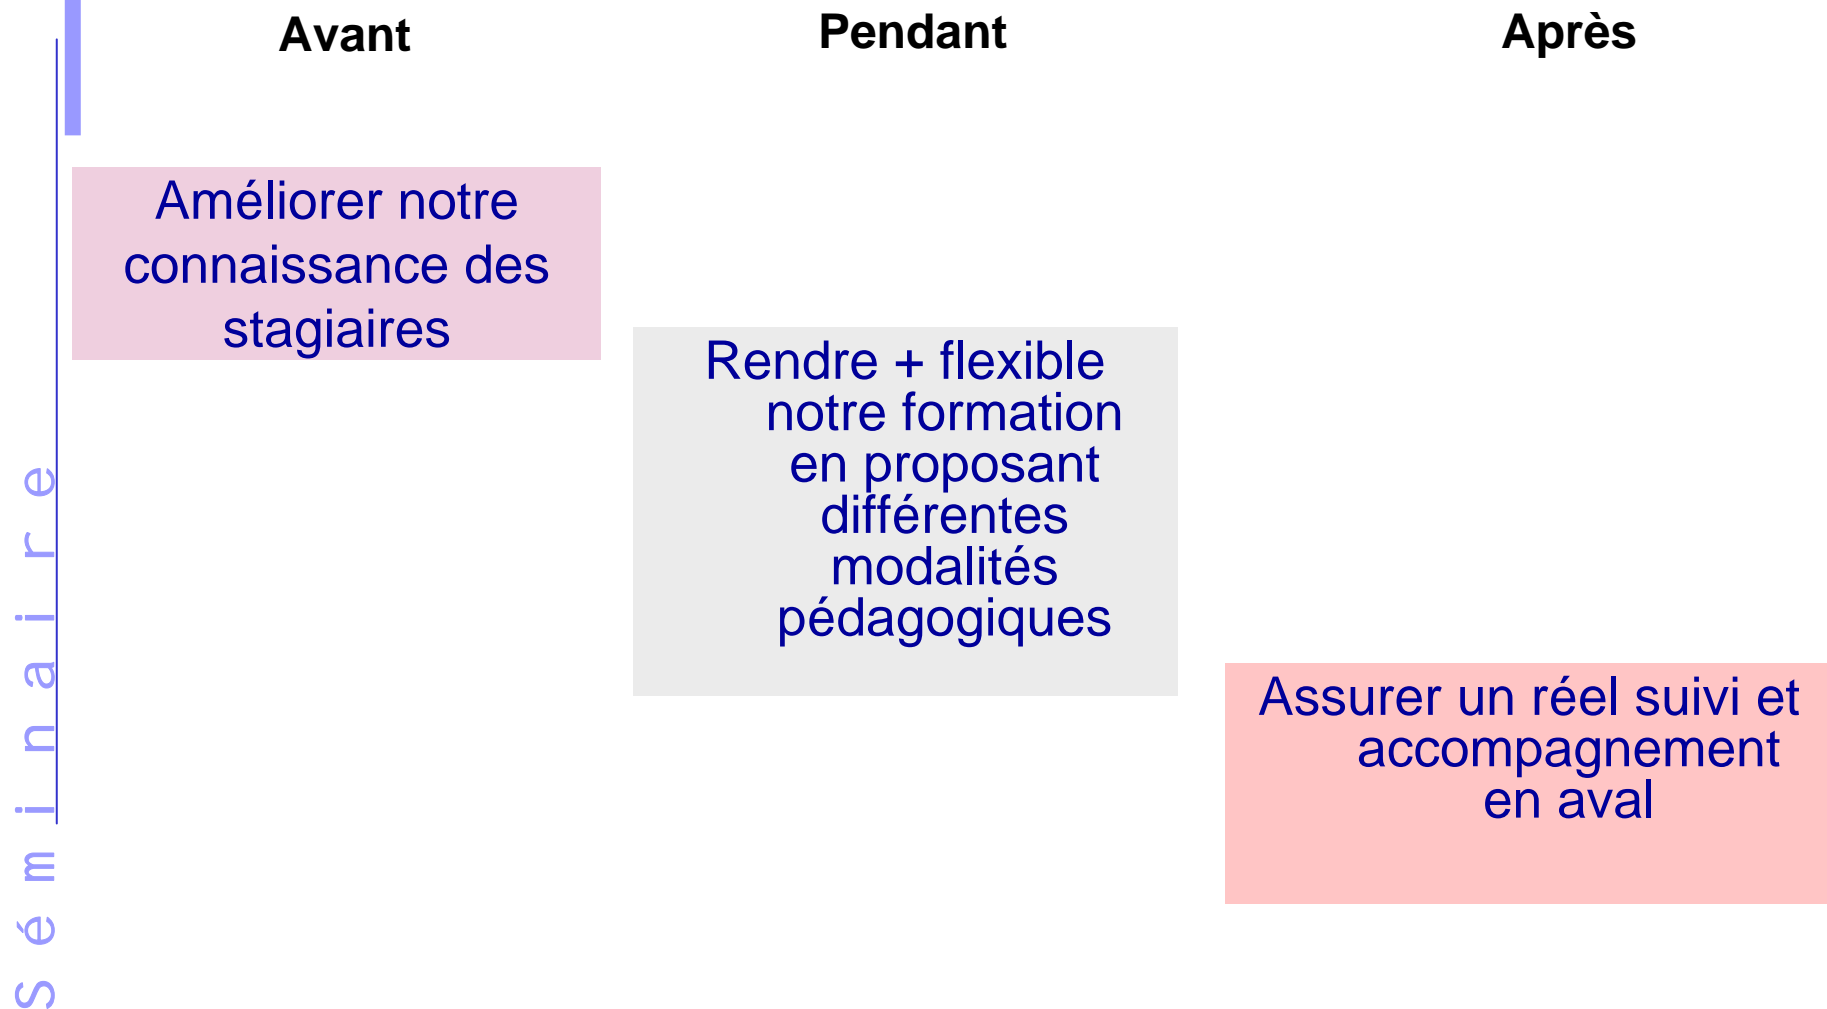 Avant
Pendant
Après
Améliorer notre
connaissance des
stagiaires
Rendre + flexible
notre formation
en proposant
différentes
modalités
pédagogiques
Assurer un réel suivi et
accompagnement
en aval
Séminaire